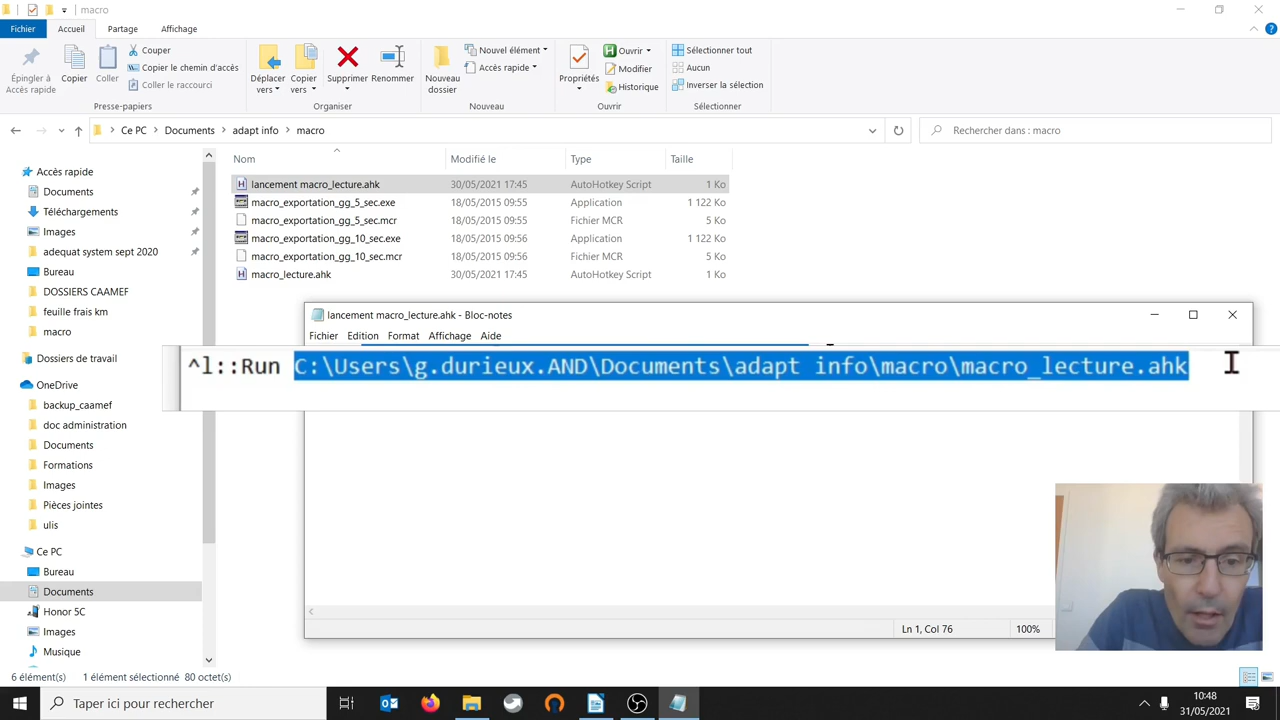 macro
Fichier Accueil Partage Affichage
Épingler à Accès rapide
Copier
Coller
Couper
Copier le chemin d'accès
Coller le raccourci
Presse-papiers
Déplacer vers
Copier vers
Supprimer
Renommer
Organiser
Nouveau dossier
Nouvel élément
Accès rapide
Nouveau
Propriétés
Ouvrir
Modifier
Historique
Ouvrir
Sélectionner tout
Aucun
Inverser la sélection
Sélectionner
Ce PC > Documents > adapt info > macro
Rechercher dans : macro
Nom Modifié le Type Taille
lancement macro_lecture.ahk 30/05/2021 17:45 AutoHotkey Script 1 Ko
macro_exportation_gg_5_sec.exe 18/05/2015 09:55 Application 1 122 Ko
macro_exportation_gg_5_sec.mcr 18/05/2015 09:55 Fichier MCR 5 Ko
macro_exportation_gg_10_sec.exe 18/05/2015 09:56 Application 1 122 Ko
macro_exportation_gg_10_sec.mcr 18/05/2015 09:56 Fichier MCR 5 Ko
macro_lecture.ahk 30/05/2021 17:45 AutoHotkey Script 1 Ko
Accès rapide
Documents
Téléchargements
Images
adequat system sept 2020
Bureau
DOSSIERS CAAMEF
feuille frais km
macro
Dossiers de travail
OneDrive
backup_caamef
doc administration
Documents
Formations
Images
Pièces jointes
ulis
Ce PC
Bureau
Documents
Honor 5C
Images
Musique
lancement macro_lecture.ahk - Bloc-notes
Fichier Edition Format Affichage Aide
^l::Run C:\Users\g.durieux.AND\Documents\adapt info\macro\macro_lecture.ahk
Ln 1, Col 76 100%
6 élément(s) 1 élément sélectionné 80 octet(s)
Taper ici pour rechercher
10:48
31/05/2021